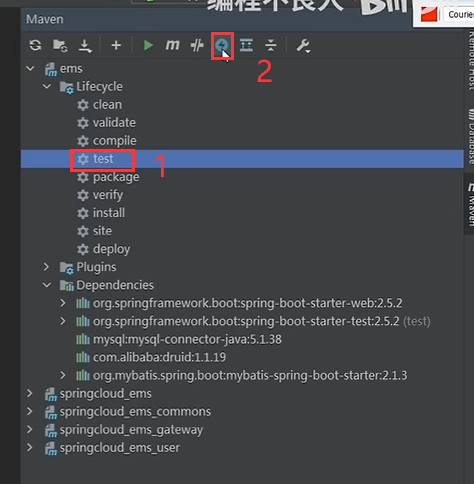 编程不良人
Courie
Maven
ems
Lifecycle
clean
validate
compile
test
package
verify
install
site
deploy
Plugins
Dependencies
org.springframework.boot:spring-boot-starter-web:2.5.2
org.springframework.boot:spring-boot-starter-test:2.5.2 (test)
mysql:mysql-connector-java:5.1.38
com.alibaba:druid:1.1.19
org.mybatis.spring.boot:mybatis-spring-boot-starter:2.1.3
springcloud_ems
springcloud_ems_commons
springcloud_ems_gateway
springcloud_ems_user
1
2
Remote Host
Database
Maven